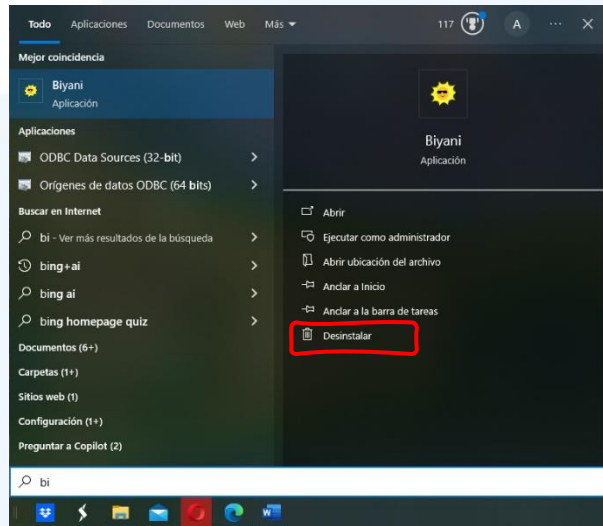 Todo Aplicaciones Documentos Web Más 117 A ...
Mejor coincidencia
Biyani
Aplicación
Aplicaciones
ODBC Data Sources (32-bit)
Orígenes de datos ODBC (64 bits)
Buscar en Internet
bi - Ver más resultados de la búsqueda
bing+ai
bing ai
bing homepage quiz
Documentos (6+)
Carpetas (1+)
Sitios web (1)
Configuración (1+)
Preguntar a Copilot (2)
Biyani
Aplicación
Abrir
Ejecutar como administrador
Abrir ubicación del archivo
Anclar a Inicio
Anclar a la barra de tareas
Desinstalar
bi